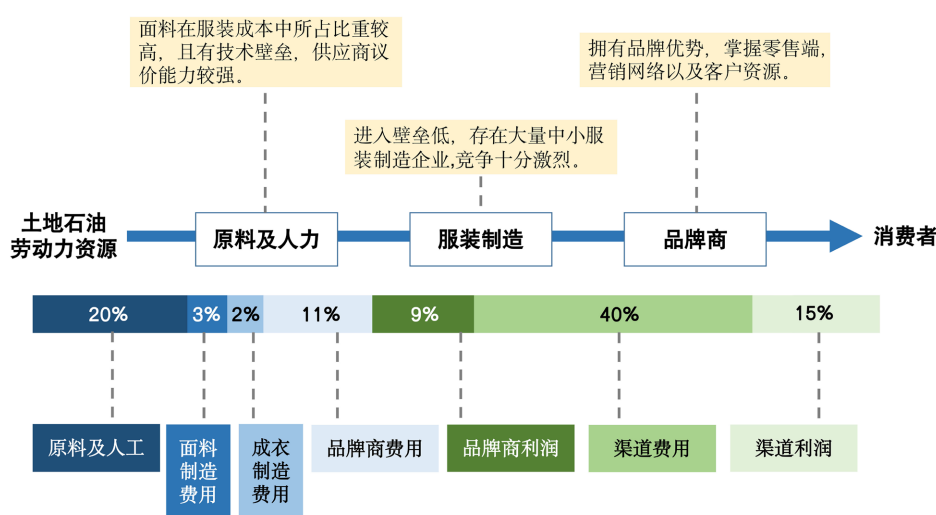 面料在服装成本中所占比重较
高，且有技术壁垒，供应商议
价能力较强。
拥有品牌优势，掌握零售端,
营销网络以及客户资源。
进入壁垒低，存在大量中小服
装制造企业,竞争十分激烈。
土地石油
劳动力资源
原料及人力
服装制造
品牌商
消费者
20%
3%
2%
11%
9%
40%
15%
原料及人工
面料
制造
费用
成衣
制造
费用
品牌商费用
品牌商利润
渠道费用
渠道利润